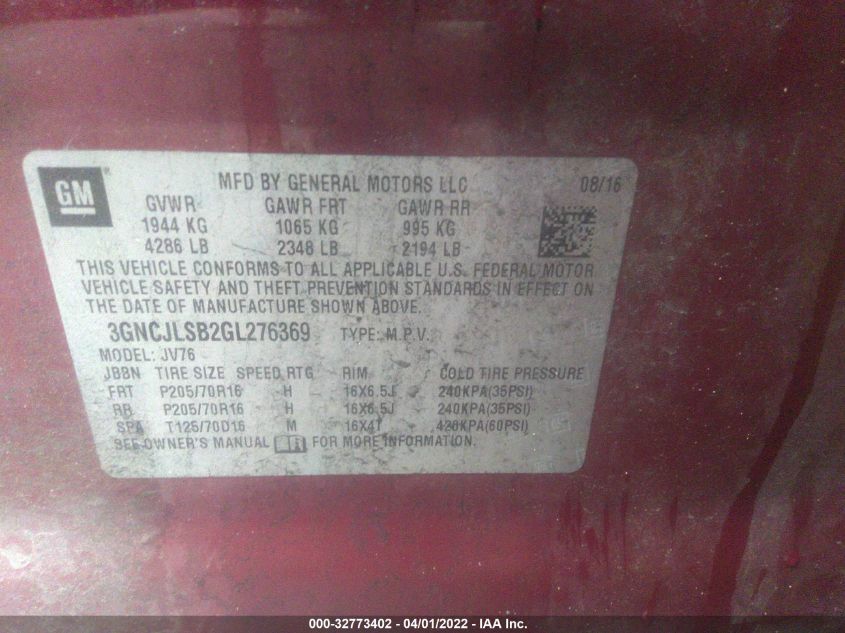 GM
MFD BY GENERAL MOTORS LLC 08/16
GVWR GAWR FRT GAWR RR
1944 KG 1065 KG 995 KG
4286 LB 2348 LB 2194 LB
THIS VEHICLE CONFORMS TO ALL APPLICABLE U.S. FEDERAL MOTOR
VEHICLE SAFETY AND THEFT PREVENTION STANDARDS IN EFFECT ON
THE DATE OF MANUFACTURE SHOWN ABOVE.
3GNCJLSB2GL276369 TYPE: M.P.V.
MODEL: JV76
JBBN TIRE SIZE SPEED RTG RIM COLD TIRE PRESSURE
FRT P205/70R16 H 16X6.5J 240KPA(35PSI)
RR P205/70R16 H 16X6.5J 240KPA(35PSI)
SPA T125/70D16 M 16X4T 420KPA(60PSI)
SEE OWNER'S MANUAL FOR MORE INFORMATION.
000-32773402 - 04/01/2022 - IAA Inc.